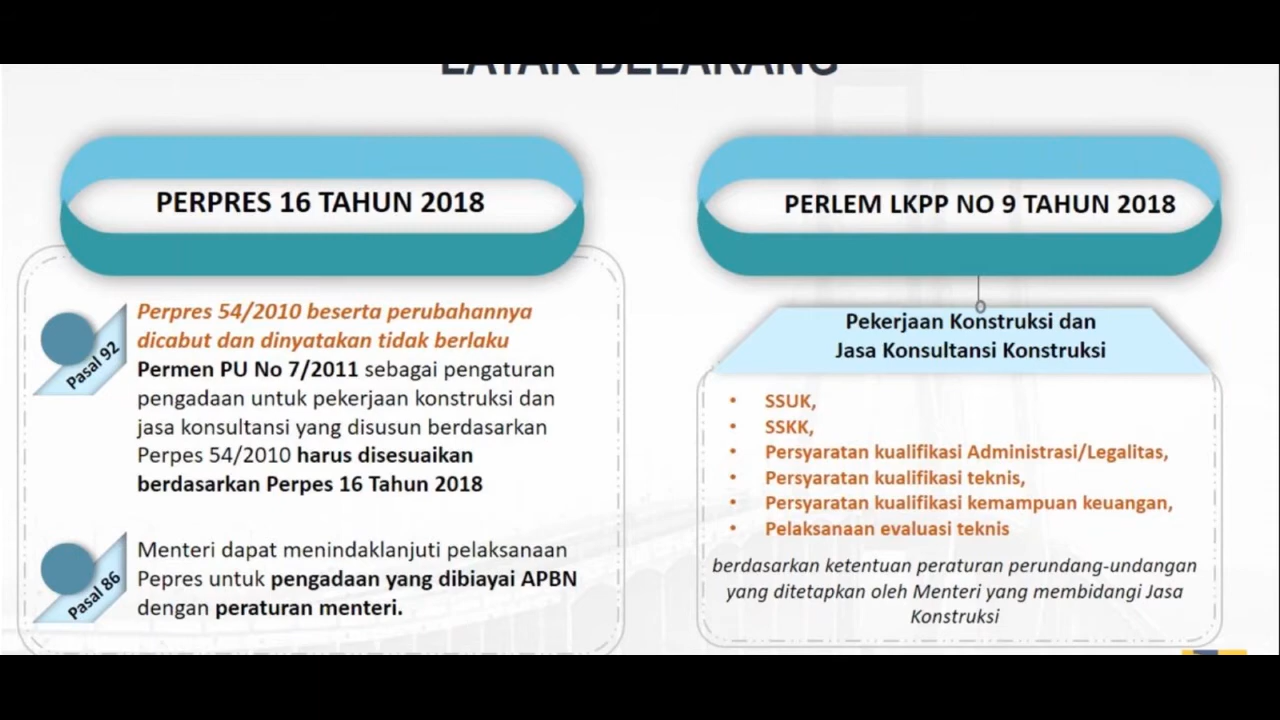 LATAR BELAKANG
PERPRES 16 TAHUN 2018
Pasal 92
Perpres 54/2010 beserta perubahannya
dicabut dan dinyatakan tidak berlaku
Permen PU No 7/2011 sebagai pengaturan
pengadaan untuk pekerjaan konstruksi dan
jasa konsultansi yang disusun berdasarkan
Perpes 54/2010 harus disesuaikan
berdasarkan Perpes 16 Tahun 2018
Pasal 86
Menteri dapat menindaklanjuti pelaksanaan
Pepres untuk pengadaan yang dibiayai APBN
dengan peraturan menteri.
PERLEM LKPP NO 9 TAHUN 2018
Pekerjaan Konstruksi dan
Jasa Konsultansi Konstruksi
• SSUK,
• SSKK,
• Persyaratan kualifikasi Administrasi/Legalitas,
• Persyaratan kualifikasi teknis,
• Persyaratan kualifikasi kemampuan keuangan,
• Pelaksanaan evaluasi teknis
berdasarkan ketentuan peraturan perundang-undangan
yang ditetapkan oleh Menteri yang membidangi Jasa
Konstruksi